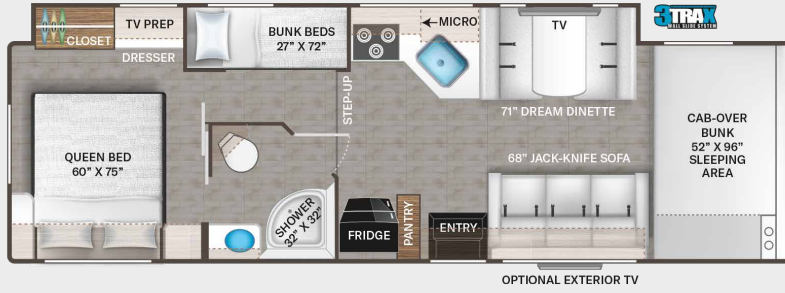 CLOSET
TV PREP
DRESSER
BUNK BEDS
27" X 72"
MICRO
TV
3TRAX
WALL SLIDE SYSTEM
STEP-UP
71" DREAM DINETTE
CAB-OVER
BUNK
52" X 96"
SLEEPING
AREA
QUEEN BED
60" X 75"
68" JACK-KNIFE SOFA
SHOWER
32" X 32"
FRIDGE
PANTRY
ENTRY
OPTIONAL EXTERIOR TV